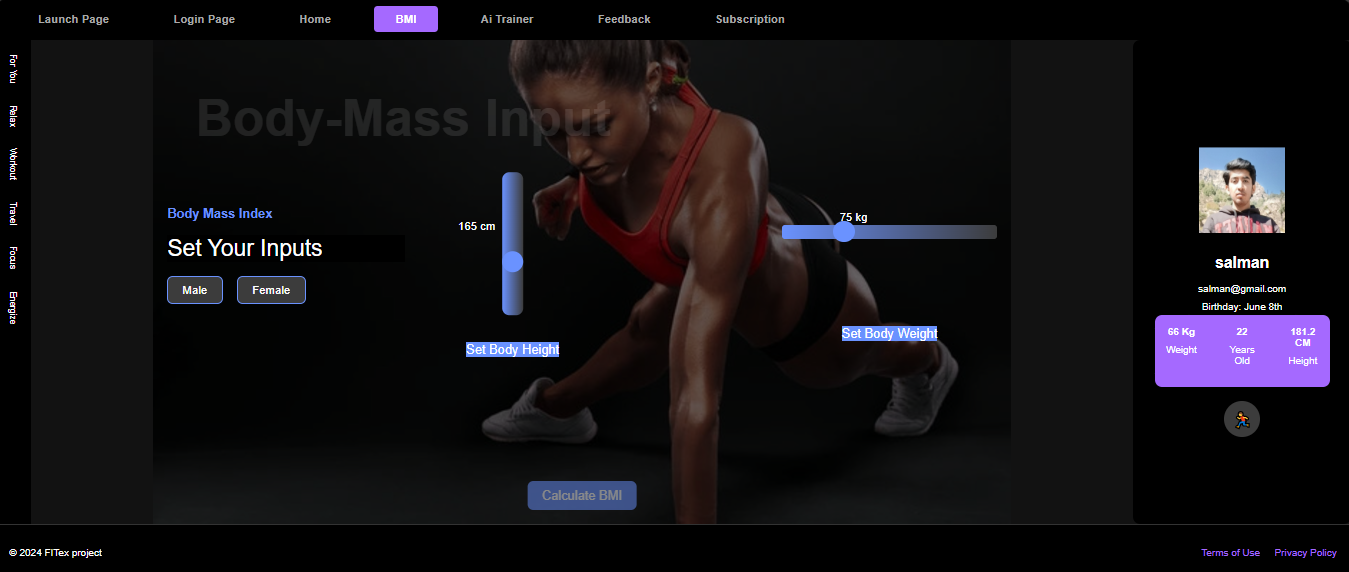 Launch Page
Login Page
Home
BMI
Ai Trainer
Feedback
Subscription
For You
Relax
Workout
Travel
Focus
Energize
Body-Mass Input
Body Mass Index
Set Your Inputs
Male
Female
165 cm
Set Body Height
75 kg
Set Body Weight
Calculate BMI
salman
salman@gmail.com
Birthday: June 8th
66 Kg
Weight
22
Years
Old
181.2
CM
Height
© 2024 FITex project
Terms of Use
Privacy Policy